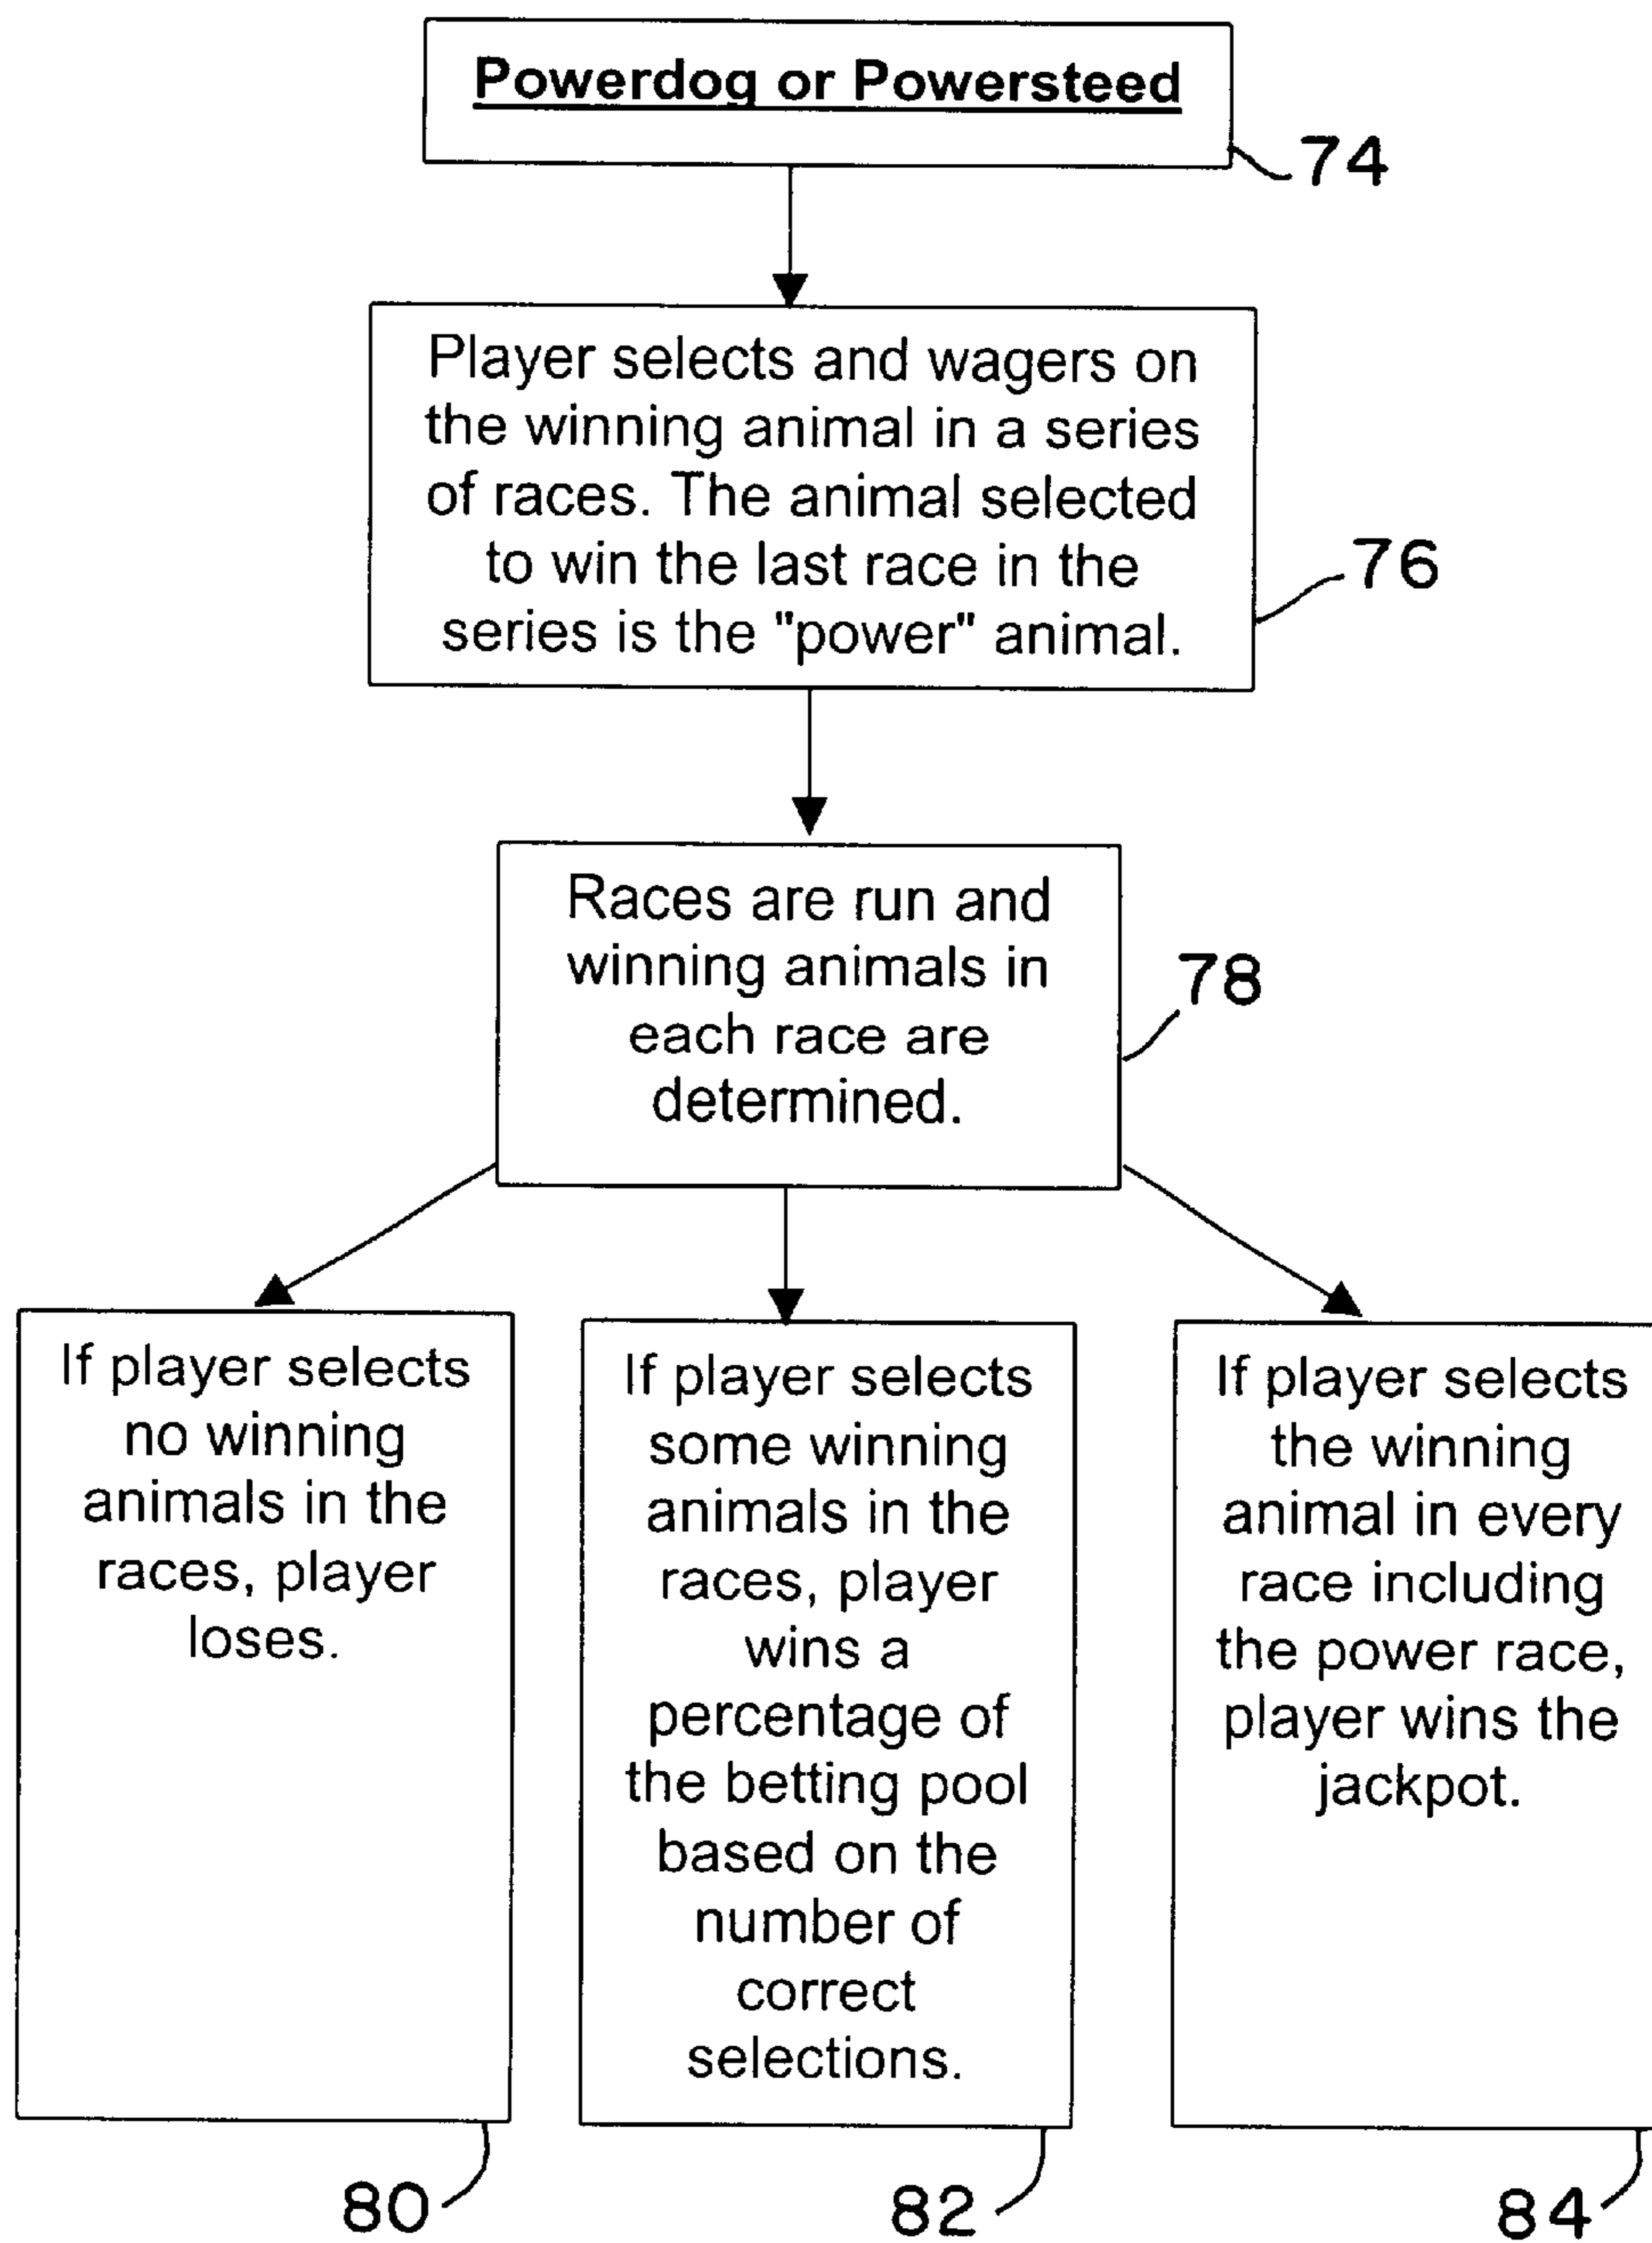 Powerdog or Powersteed
74
Player selects and wagers on
the winning animal in a series
of races. The animal selected
to win the last race in the
series is the "power" animal.
76
Races are run and
winning animals in
each race are
determined.
78
If player selects
no winning
animals in the
races, player
loses.
80
If player selects
some winning
animals in the
races, player
wins a
percentage of
the betting pool
based on the
number of
correct
selections.
82
If player selects
the winning
animal in every
race including
the power race,
player wins the
jackpot.
84